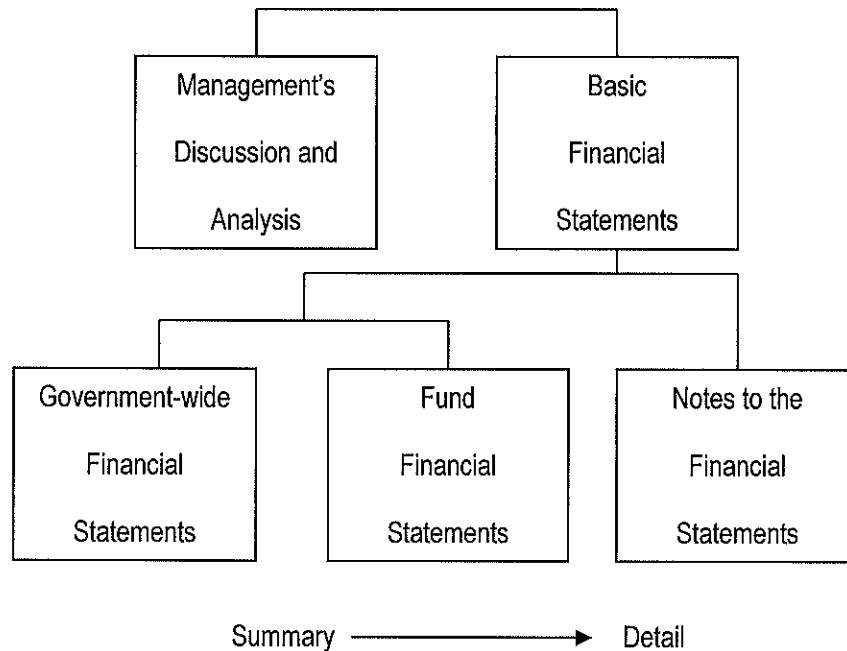 Management's
Discussion and
Analysis
Basic
Financial
Statements
Government-wide
Financial
Statements
Fund
Financial
Statements
Notes to the
Financial
Statements
Summary
Detail